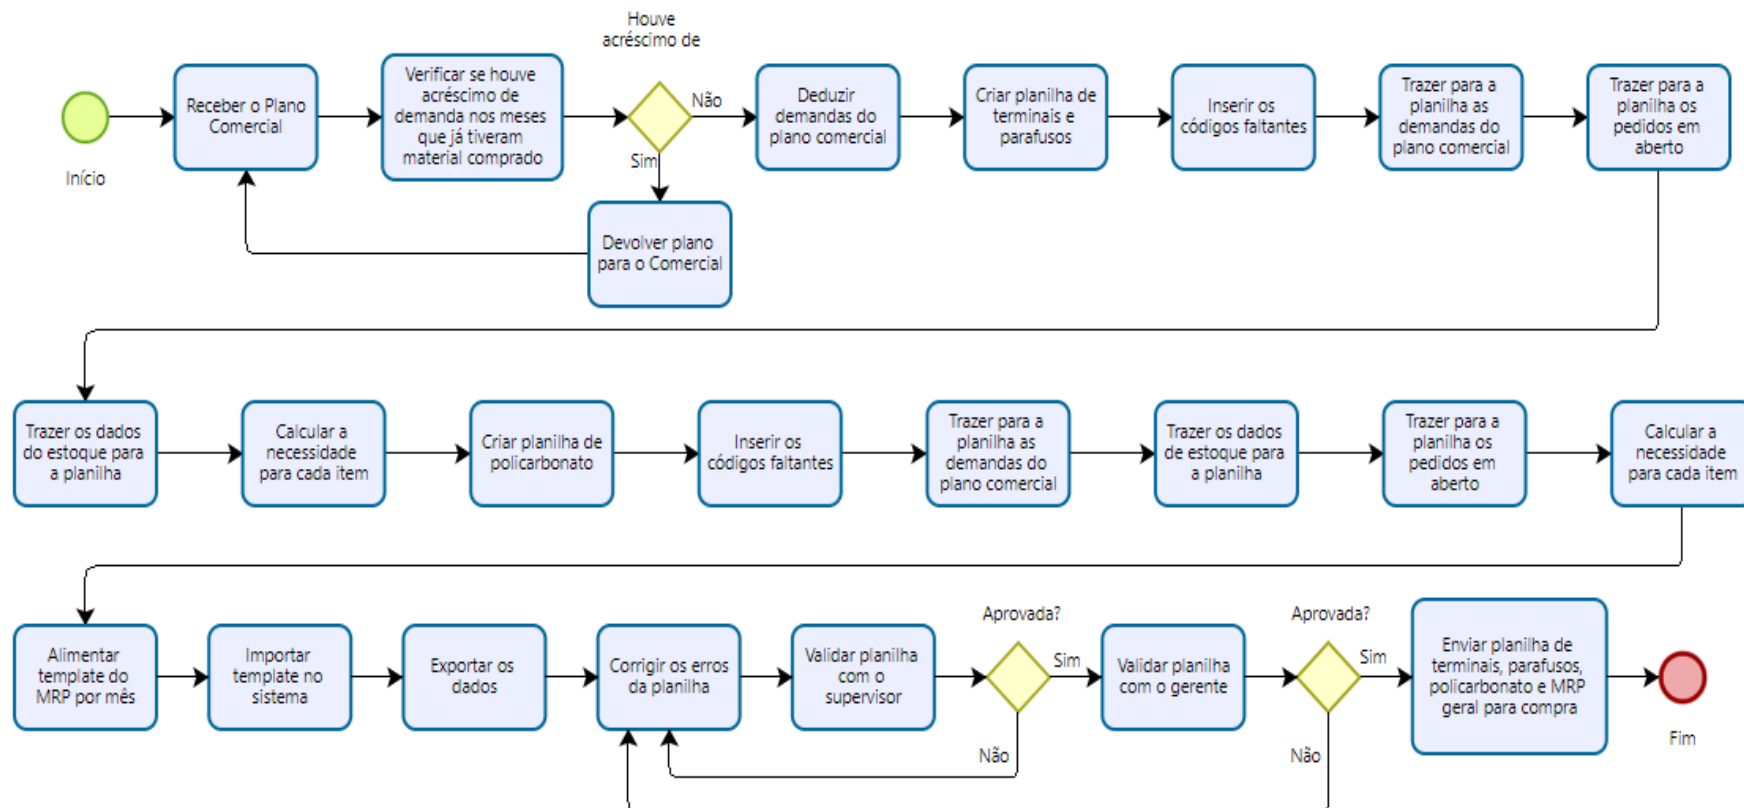 Houve
acréscimo de
Início
Receber o Plano
Comercial
Verificar se houve
acréscimo de
demanda nos meses
que já tiveram
material comprado
Não
Sim
Devolver plano
para o Comercial
Deduzir
demandas do
plano comercial
Criar planilha de
terminais e
parafusos
Inserir os
códigos faltantes
Trazer para a
planilha as
demandas do
plano comercial
Trazer para a
planilha os
pedidos em
aberto
Trazer os dados
do estoque para
a planilha
Calcular a
necessidade
para cada item
Criar planilha de
policarbonato
Inserir os
códigos faltantes
Trazer para a
planilha as
demandas do
plano comercial
Trazer os dados
de estoque para
a planilha
Trazer para a
planilha os
pedidos em
aberto
Calcular a
necessidade
para cada item
Alimentar
template do
MRP por mês
Importar
template no
sistema
Exportar os
dados
Corrigir os erros
da planilha
Validar planilha
com o
supervisor
Aprovada?
Sim
Não
Validar planilha
com o gerente
Aprovada?
Sim
Não
Enviar planilha de
terminais, parafusos,
policarbonato e MRP
geral para compra
Fim